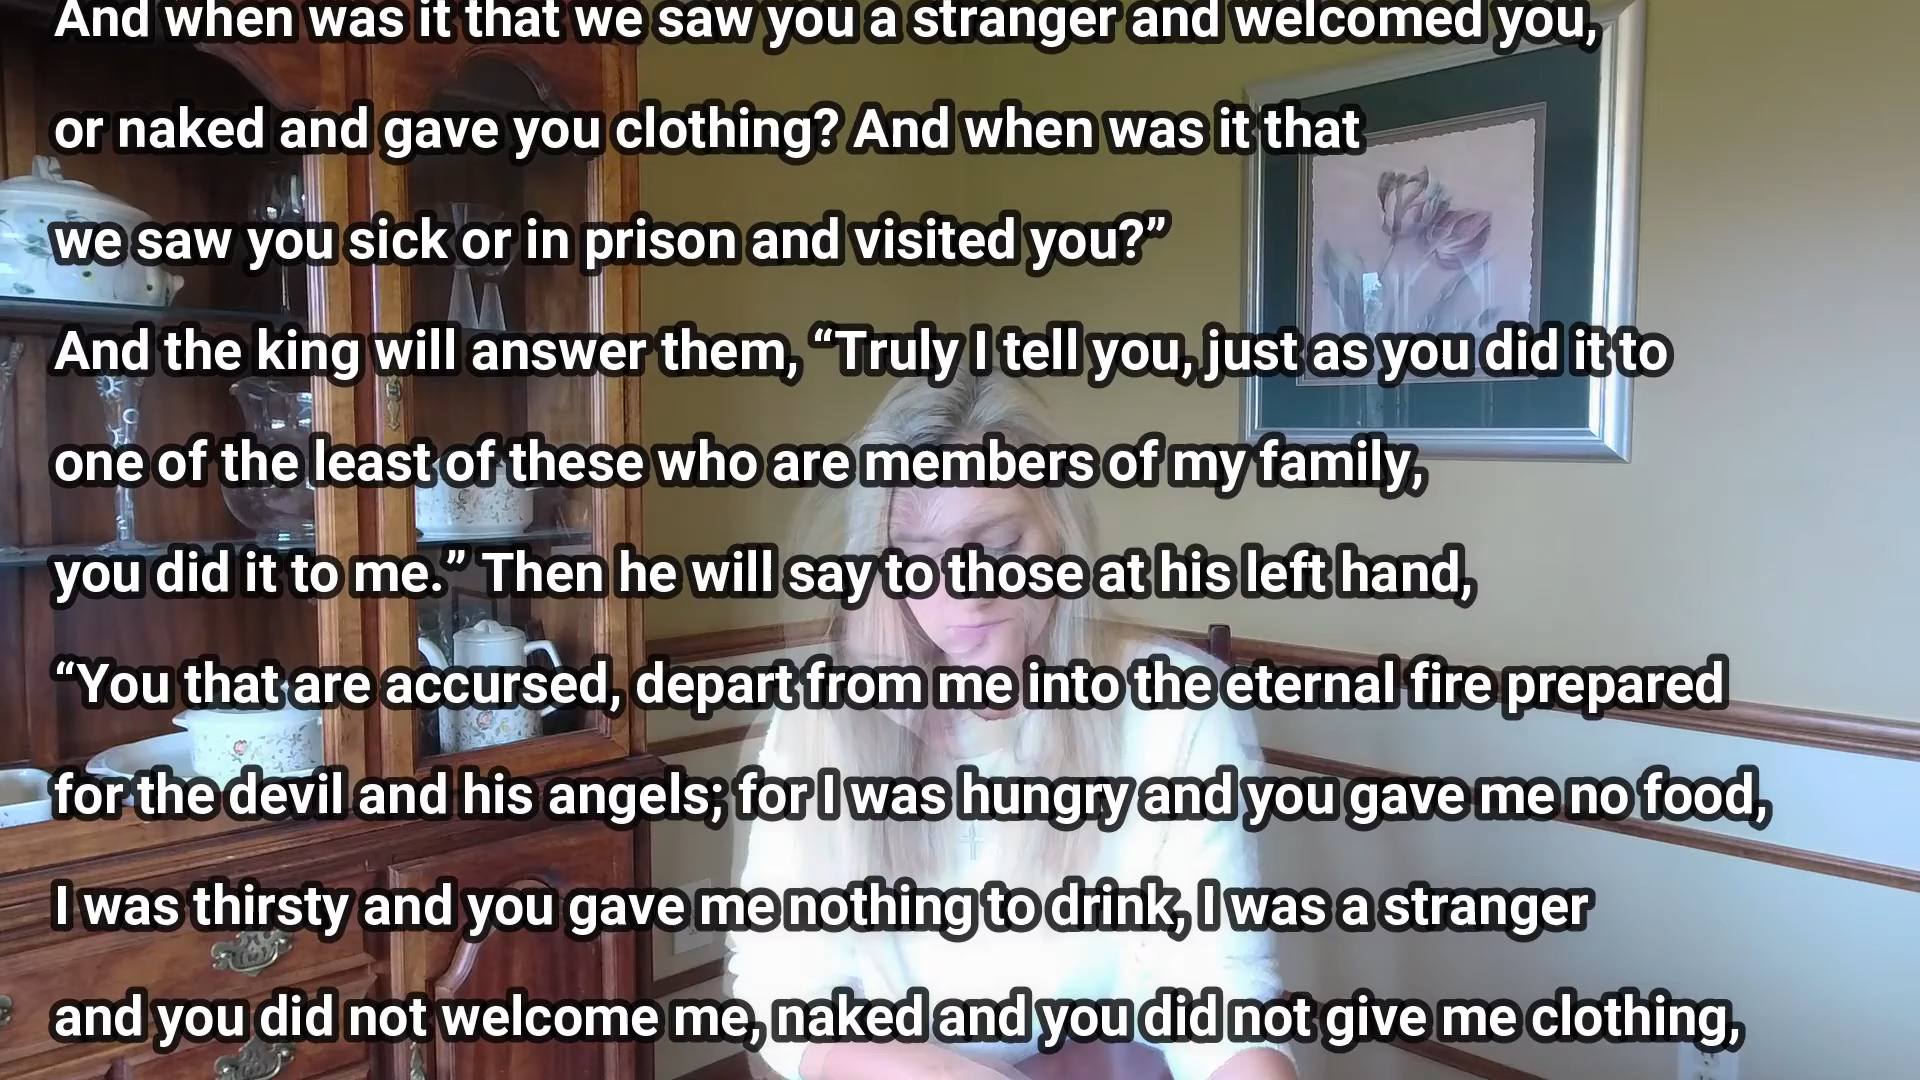 And when was it that we saw you a stranger and welcomed you,
or naked and gave you clothing? And when was it that
we saw you sick or in prison and visited you?”
And the king will answer them, “Truly I tell you, just as you did it to
one of the least of these who are members of my family,
you did it to me.” Then he will say to those at his left hand,
“You that are accursed, depart from me into the eternal fire prepared
for the devil and his angels; for I was hungry and you gave me no food,
I was thirsty and you gave me nothing to drink, I was a stranger
and you did not welcome me, naked and you did not give me clothing,